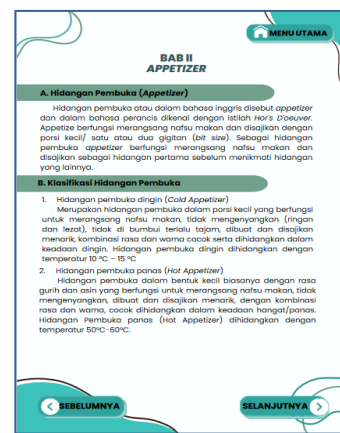 MENU UTAMA
BAB II
APPETIZER
A. Hidangan Pembuka (Appetizer)
Hidangan pembuka atau dalam bahasa inggris disebut appetizer
dan dalam bahasa perancis dikenal dengan istilah Hor's D'oeuver.
Appetize berfungsi merangsang nafsu makan dan disajikan dengan
porsi kecil/ satu atau dua gigitan (bit size). Sebagai hidangan
pembuka appetizer berfungsi merangsang nafsu makan dan
disajikan sebagai hidangan pertama sebelum menikmati hidangan
yang lainnya.
B. Klasifikasi Hidangan Pembuka
1. Hidangan pembuka dingin (Cold Appetizer)
Merupakan hidangan pembuka dalam porsi kecil yang berfungsi
untuk merangsang nafsu makan, tidak mengenyangkan (ringan
dan lezat), tidak di bumbui terlalu tajam, dibuat dan disajikan
menarik, kombinasi rasa dan warna cocok serta dihidangkan dalam
keadaan dingin. Hidangan pembuka dingin dihidangkan dengan
temperatur 10 °C – 15 °C
2. Hidangan pembuka panas (Hot Appetizer)
Hidangan pembuka dalam bentuk kecil biasanya dengan rasa
gurih dan asin yang berfungsi untuk merangsang nafsu makan, tidak
mengenyangkan, dibuat dan disajikan menarik, dengan kombinasi
rasa dan warna, cocok dihidangkan dalam keadaan hangat/panas.
Hidangan Pembuka panas (Hot Appetizer) dihidangkan dengan
temperatur 50°C-60°C.
SEBELUMNYA
SELANJUTNYA